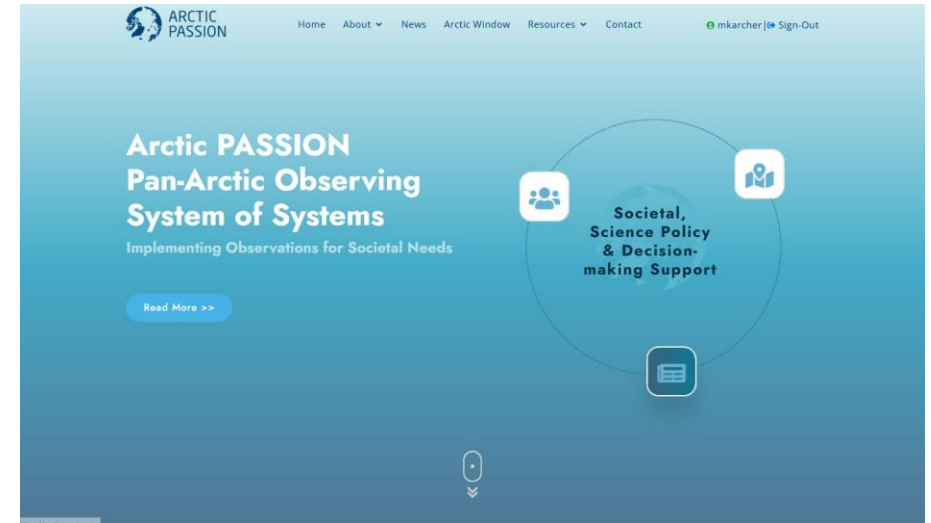 ARCTIC
PASSION
Home About News Arctic Window Resources Contact mkarcher| Sign-Out
Arctic PASSION
Pan-Arctic Observing
System of Systems
Implementing Observations for Societal Needs
Read More >>
Societal,
Science Policy
& Decision-
making Support